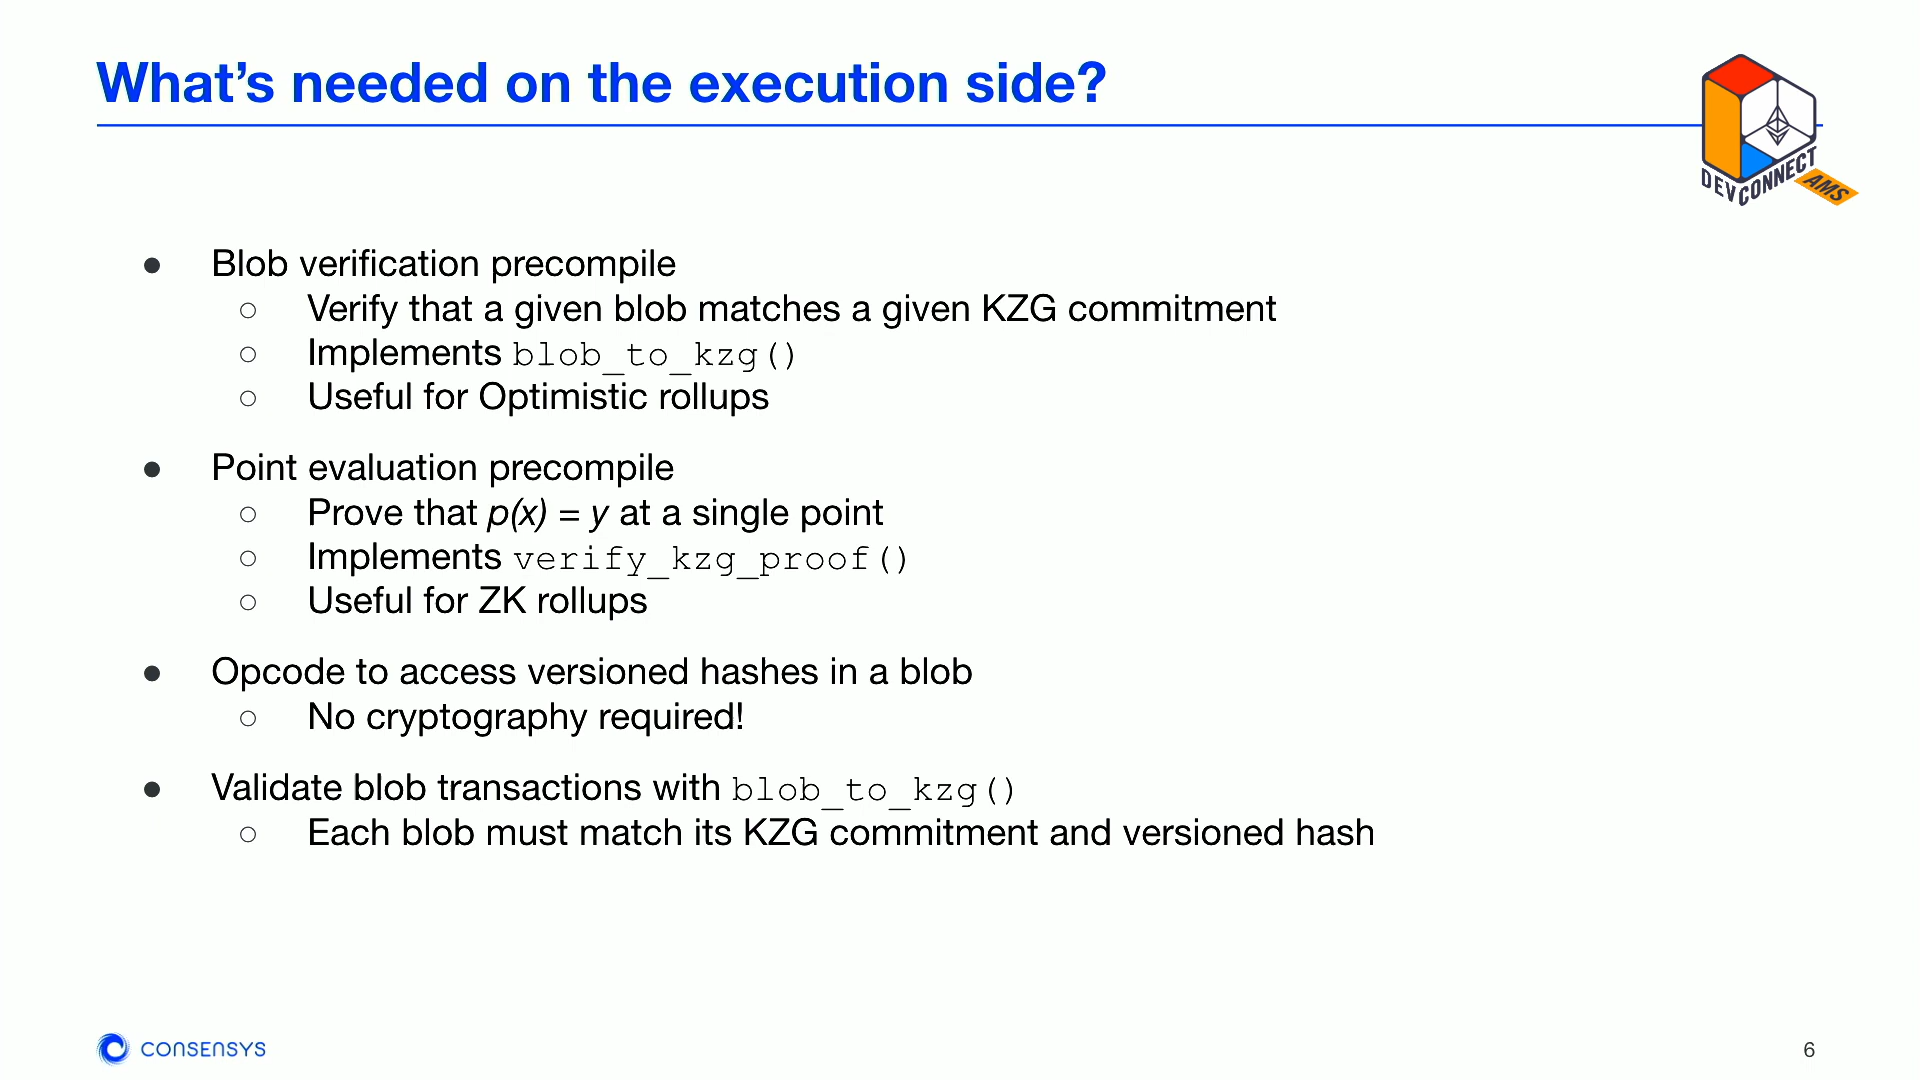 What’s needed on the execution side?
DEVCONNECT
AMS
● Blob verification precompile
○ Verify that a given blob matches a given KZG commitment
○ Implements blob_to_kzg()
○ Useful for Optimistic rollups
● Point evaluation precompile
○ Prove that p(x) = y at a single point
○ Implements verify_kzg_proof()
○ Useful for ZK rollups
● Opcode to access versioned hashes in a blob
○ No cryptography required!
● Validate blob transactions with blob_to_kzg()
○ Each blob must match its KZG commitment and versioned hash
CONSENSYS
6